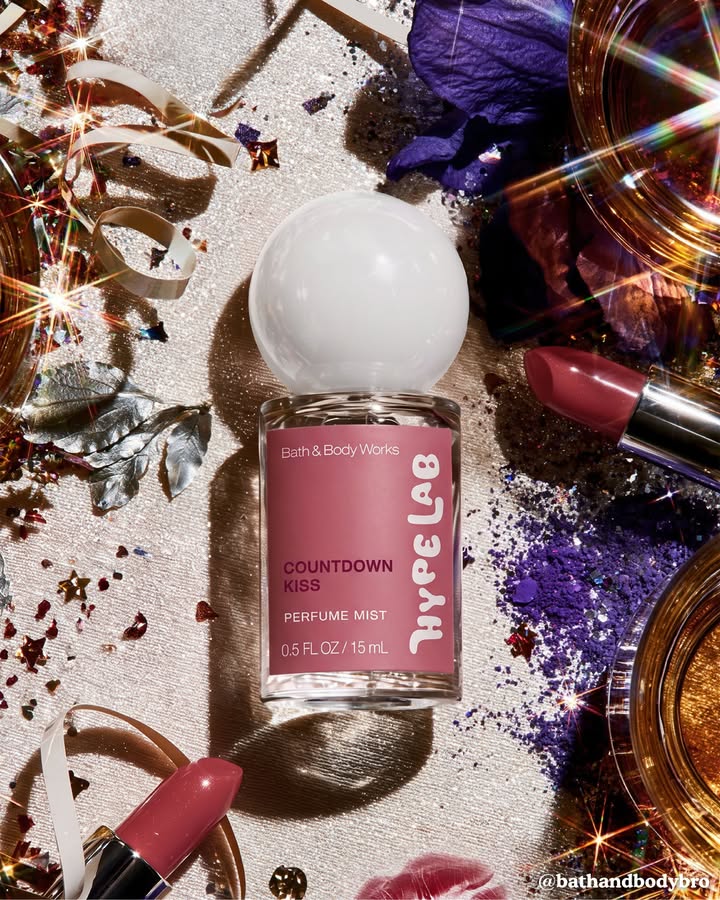 Bath & Body Works
HYPE LAB
COUNTDOWN
KISS
PERFUME MIST
0.5 FL OZ / 15 mL
@bathandbodybro